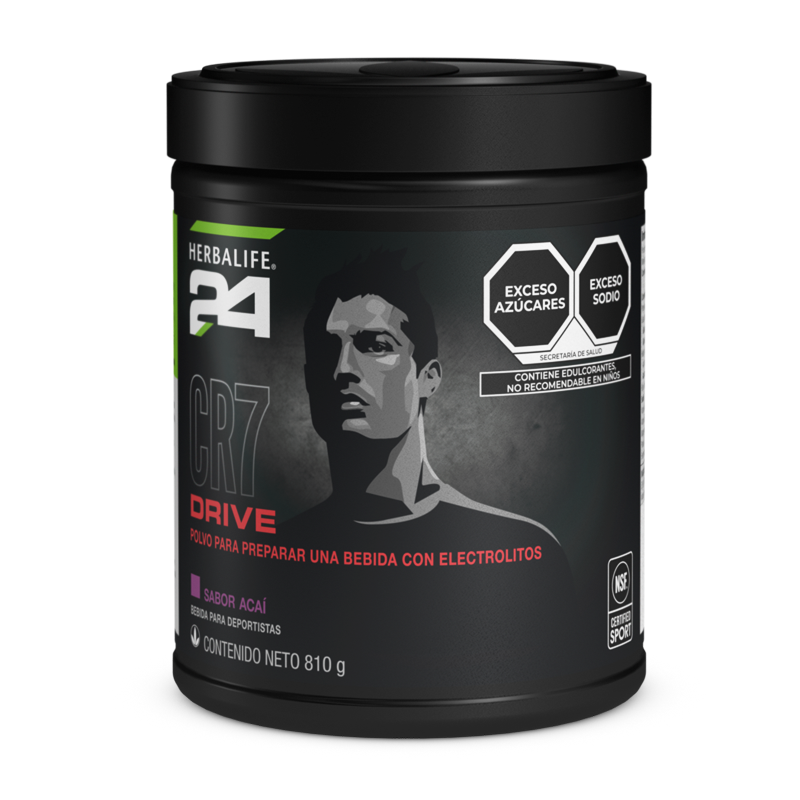 HERBALIFE®
24
CR7
DRIVE
POLVO PARA PREPARAR UNA BEBIDA CON ELECTROLITOS
SABOR ACAÍ
BEBIDA PARA DEPORTISTAS
CONTENIDO NETO 810 g
EXCESO
AZÚCARES
EXCESO
SODIO
SECRETARÍA DE SALUD
CONTIENE EDULCORANTES,
NO RECOMENDABLE EN NIÑOS
NSF
CERTIFIED
SPORT